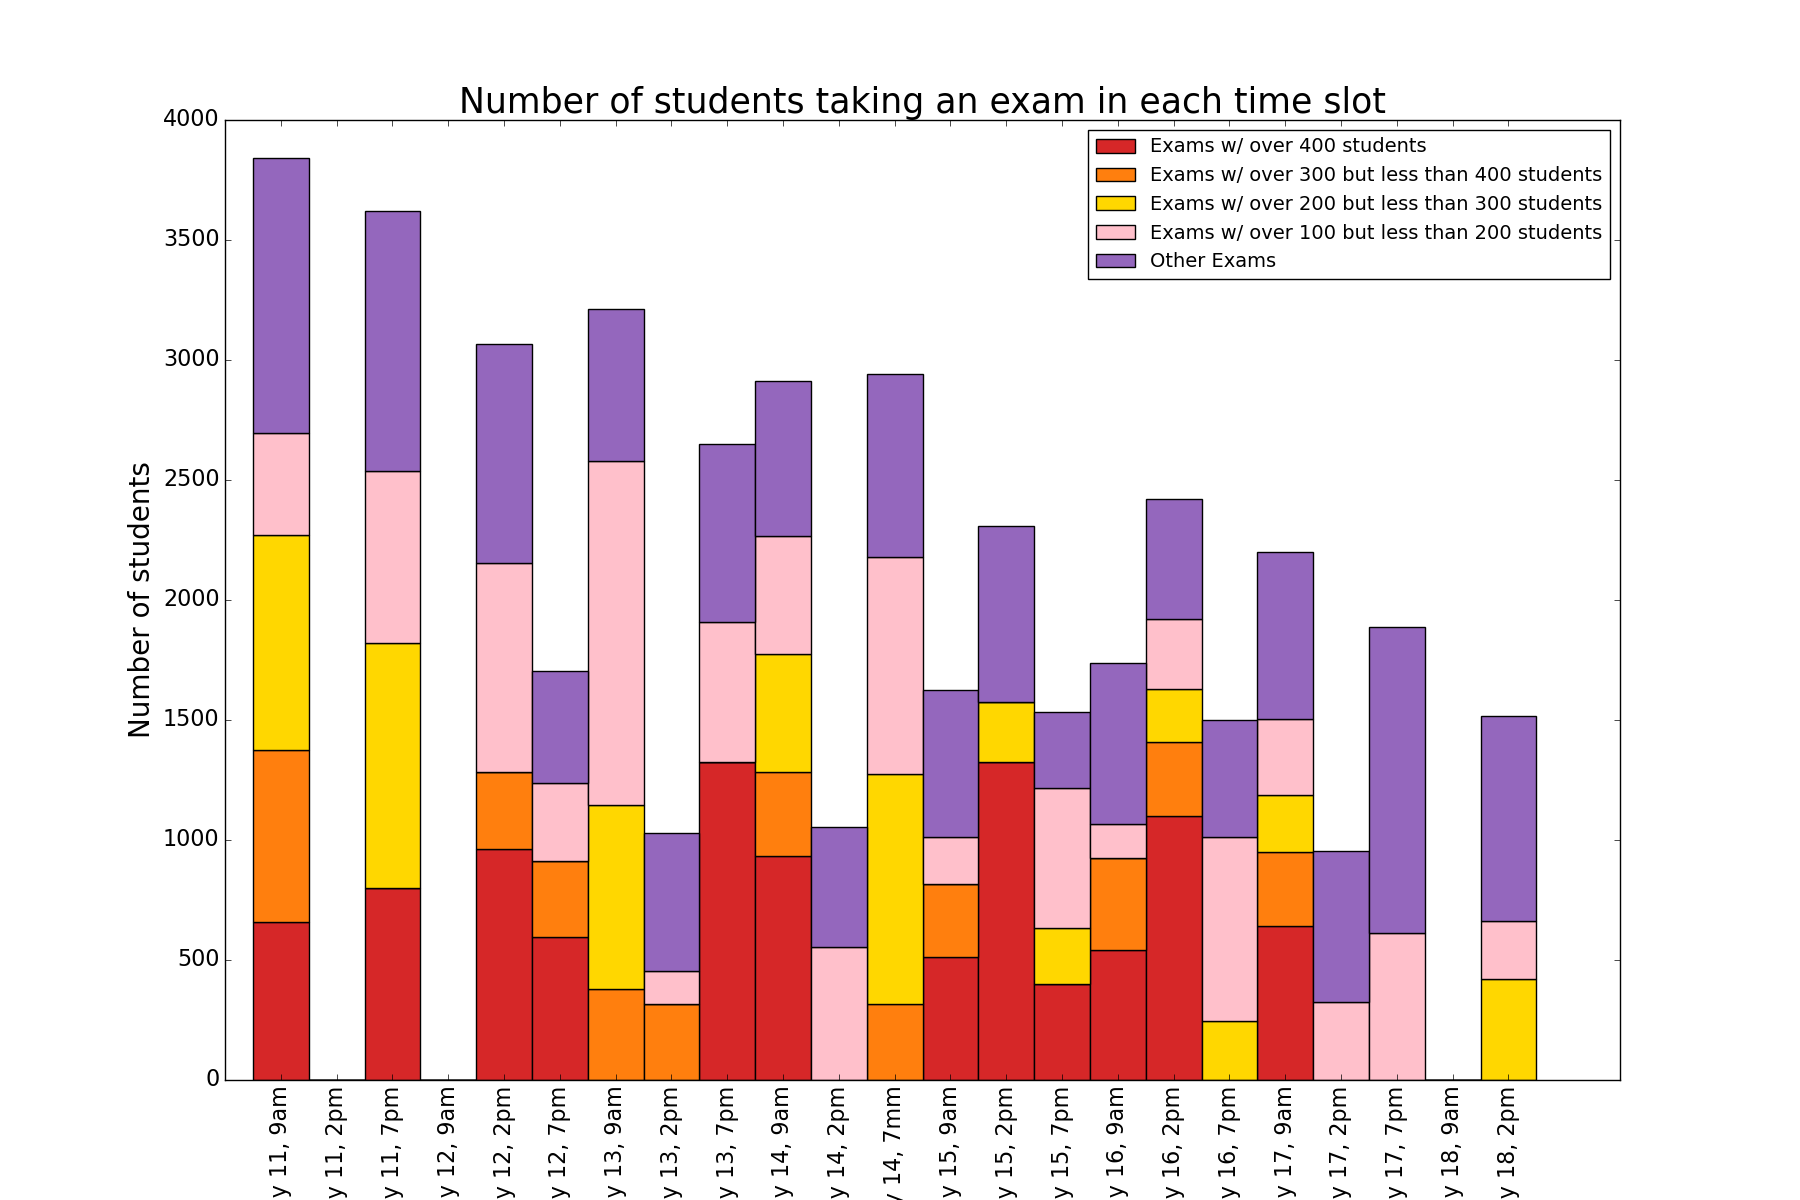 Number of students taking an exam in each time slot
Exams w/ over 400 students
Exams w/ over 300 but less than 400 students
Exams w/ over 200 but less than 300 students
Exams w/ over 100 but less than 200 students
Other Exams
Number of students
4000
3500
3000
2500
2000
1500
1000
500
0
y 11, 9am
y 11, 2pm
y 11, 7pm
y 12, 9am
y 12, 2pm
y 12, 7pm
y 13, 9am
y 13, 2pm
y 13, 7pm
y 14, 9am
y 14, 2pm
y 14, 7mm
y 15, 9am
y 15, 2pm
y 15, 7pm
y 16, 9am
y 16, 2pm
y 16, 7pm
y 17, 9am
y 17, 2pm
y 17, 7pm
y 18, 9am
y 18, 2pm